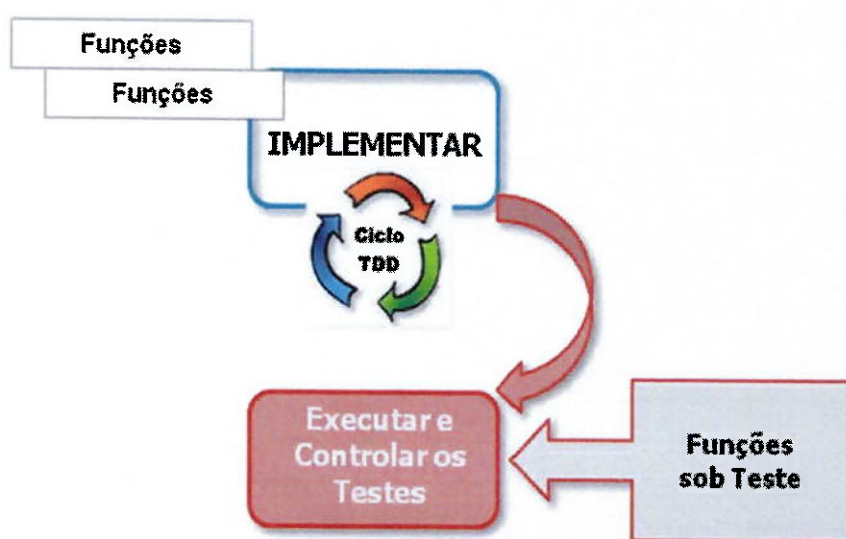 Funções
Funções
IMPLEMENTAR
Ciclo
TDD
Executar e
Controlar os
Testes
Funções
sob Teste